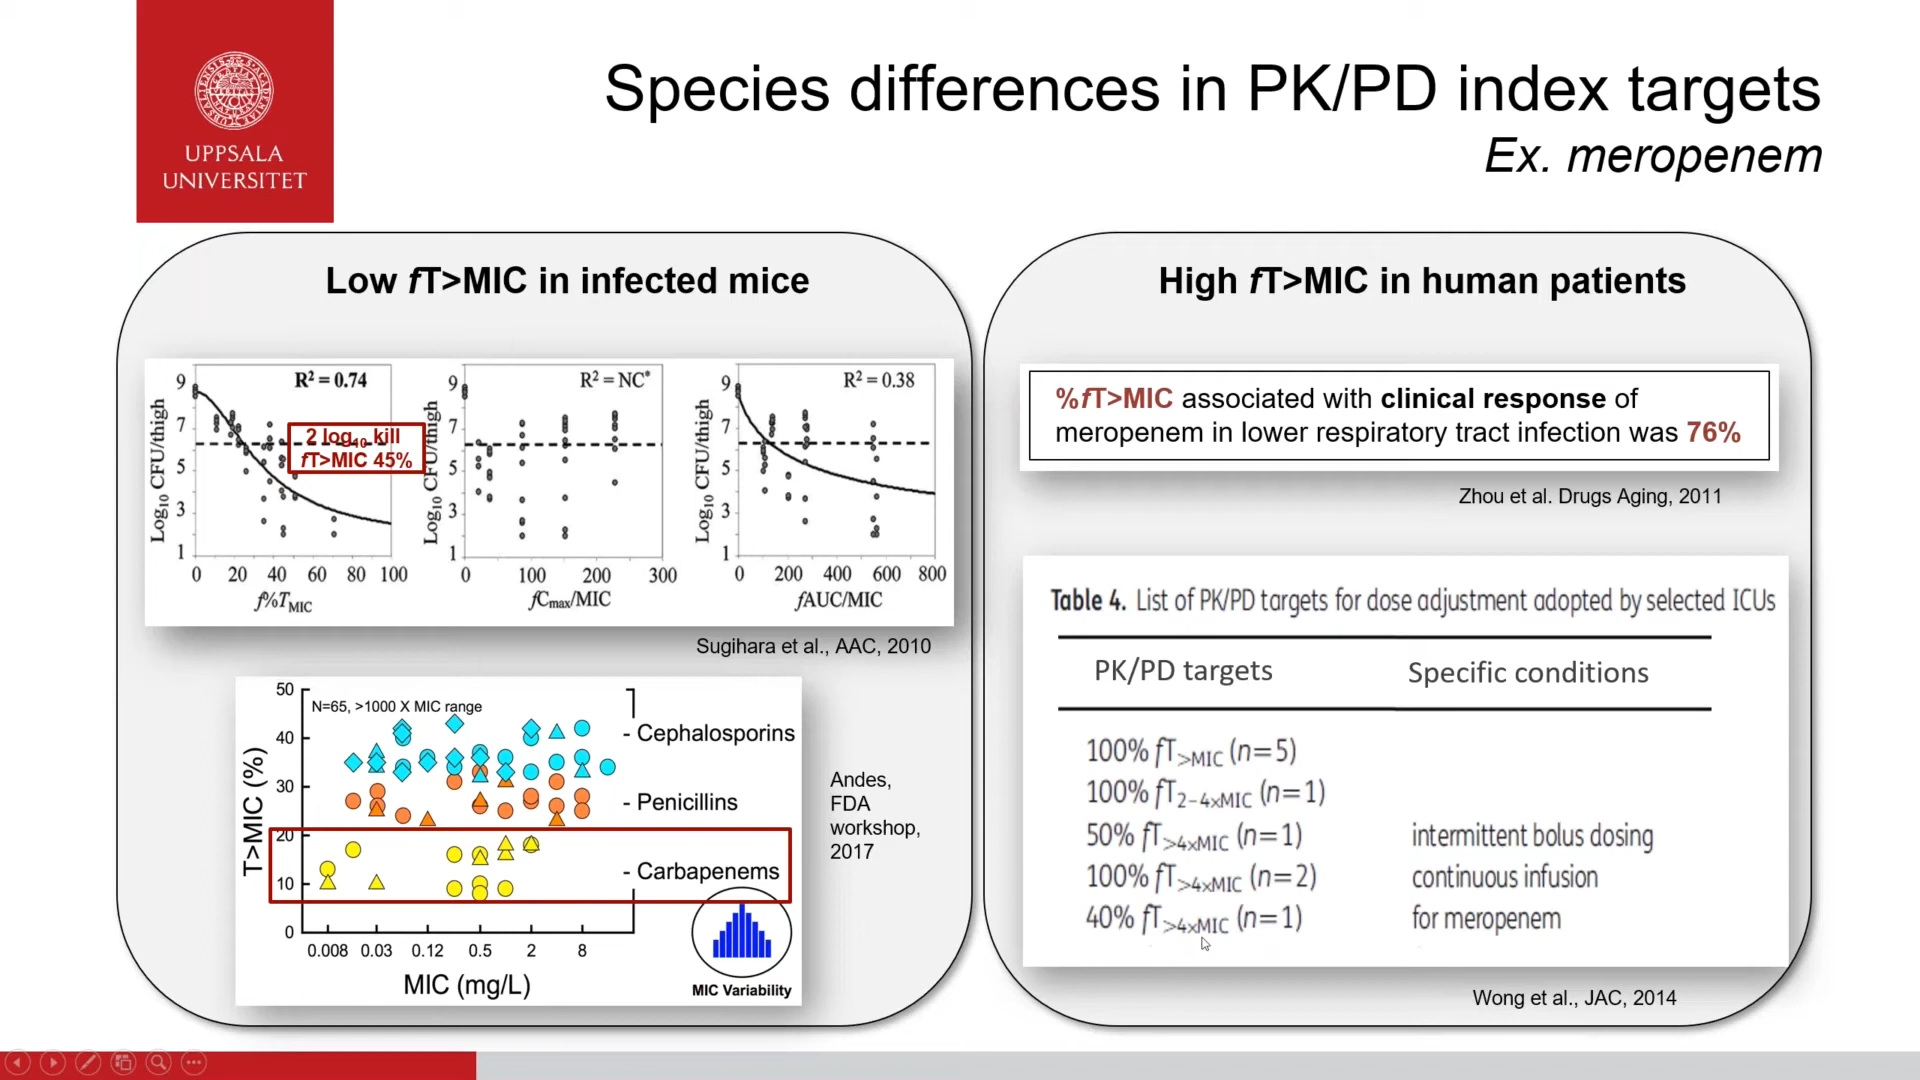 UPPSALA
UNIVERSITET
Species differences in PK/PD index targets
Ex. meropenem
Low fT>MIC in infected mice
R² = 0.74
R² = NC*
R² = 0.38
Log₁₀ CFU/thigh
9
7
5
3
1
0 20 40 60 80 100
f%T MIC
2 log₁₀ kill
fT>MIC 45%
Log₁₀ CFU/thigh
9
7
5
3
1
0 100 200 300
fCmax/MIC
Log₁₀ CFU/thigh
9
7
5
3
1
0 200 400 600 800
fAUC/MIC
Sugihara et al., AAC, 2010
T>MIC (%)
50
40
30
20
10
0
N=65, >1000 X MIC range
- Cephalosporins
- Penicillins
- Carbapenems
0.008 0.03 0.12 0.5 2 8
MIC (mg/L)
MIC Variability
Andes,
FDA
workshop,
2017
High fT>MIC in human patients
%fT>MIC associated with clinical response of
meropenem in lower respiratory tract infection was 76%
Zhou et al. Drugs Aging, 2011
Table 4. List of PK/PD targets for dose adjustment adopted by selected ICUs
PK/PD targets Specific conditions
100% fT>MIC (n=5)
100% fT2–4×MIC (n=1)
50% fT>4×MIC (n=1) intermittent bolus dosing
100% fT>4×MIC (n=2) continuous infusion
40% fT>4×MIC (n=1) for meropenem
Wong et al., JAC, 2014